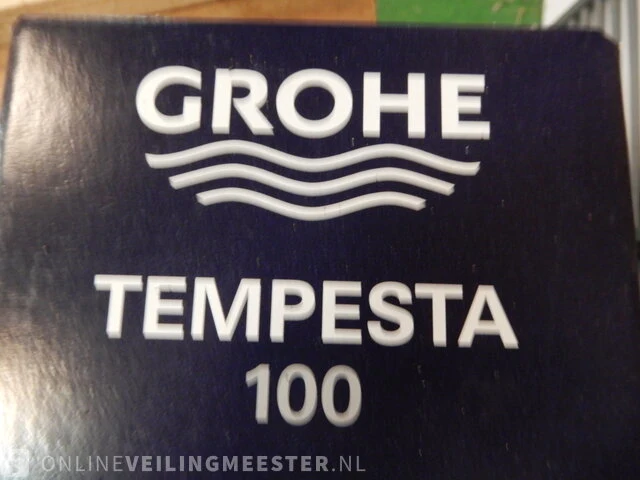 GROHE
TEMPESTA
100
ONLINEVEILINGMEESTER.NL